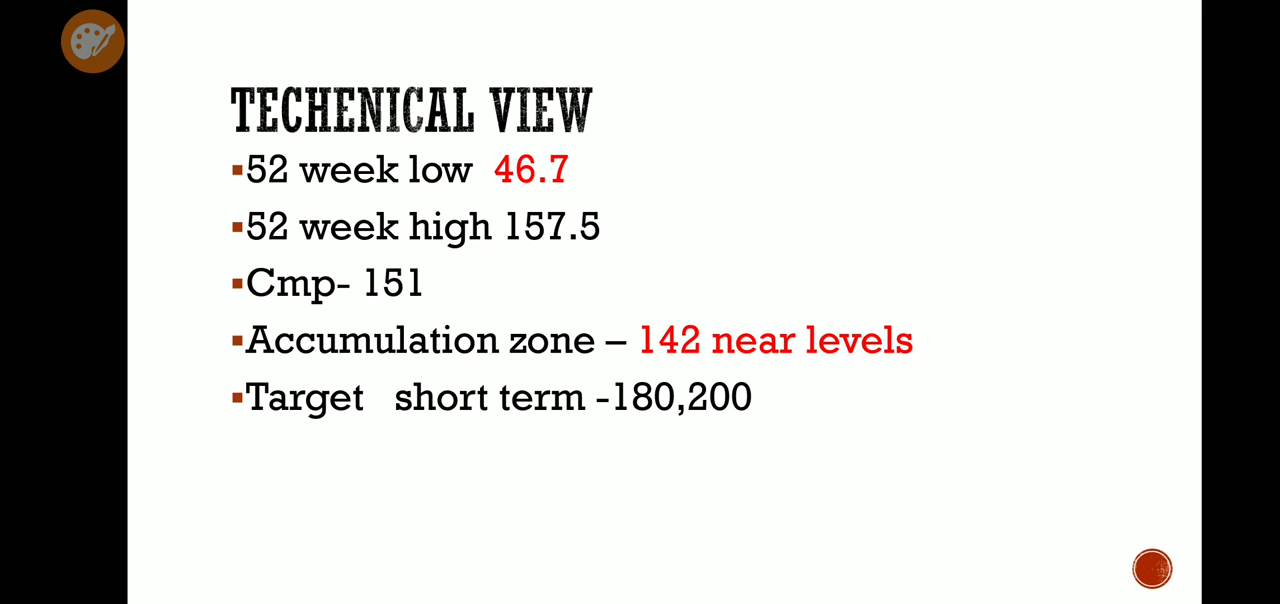 TECHENICAL VIEW
▪52 week low 46.7
▪52 week high 157.5
▪Cmp- 151
▪Accumulation zone – 142 near levels
▪Target short term -180,200